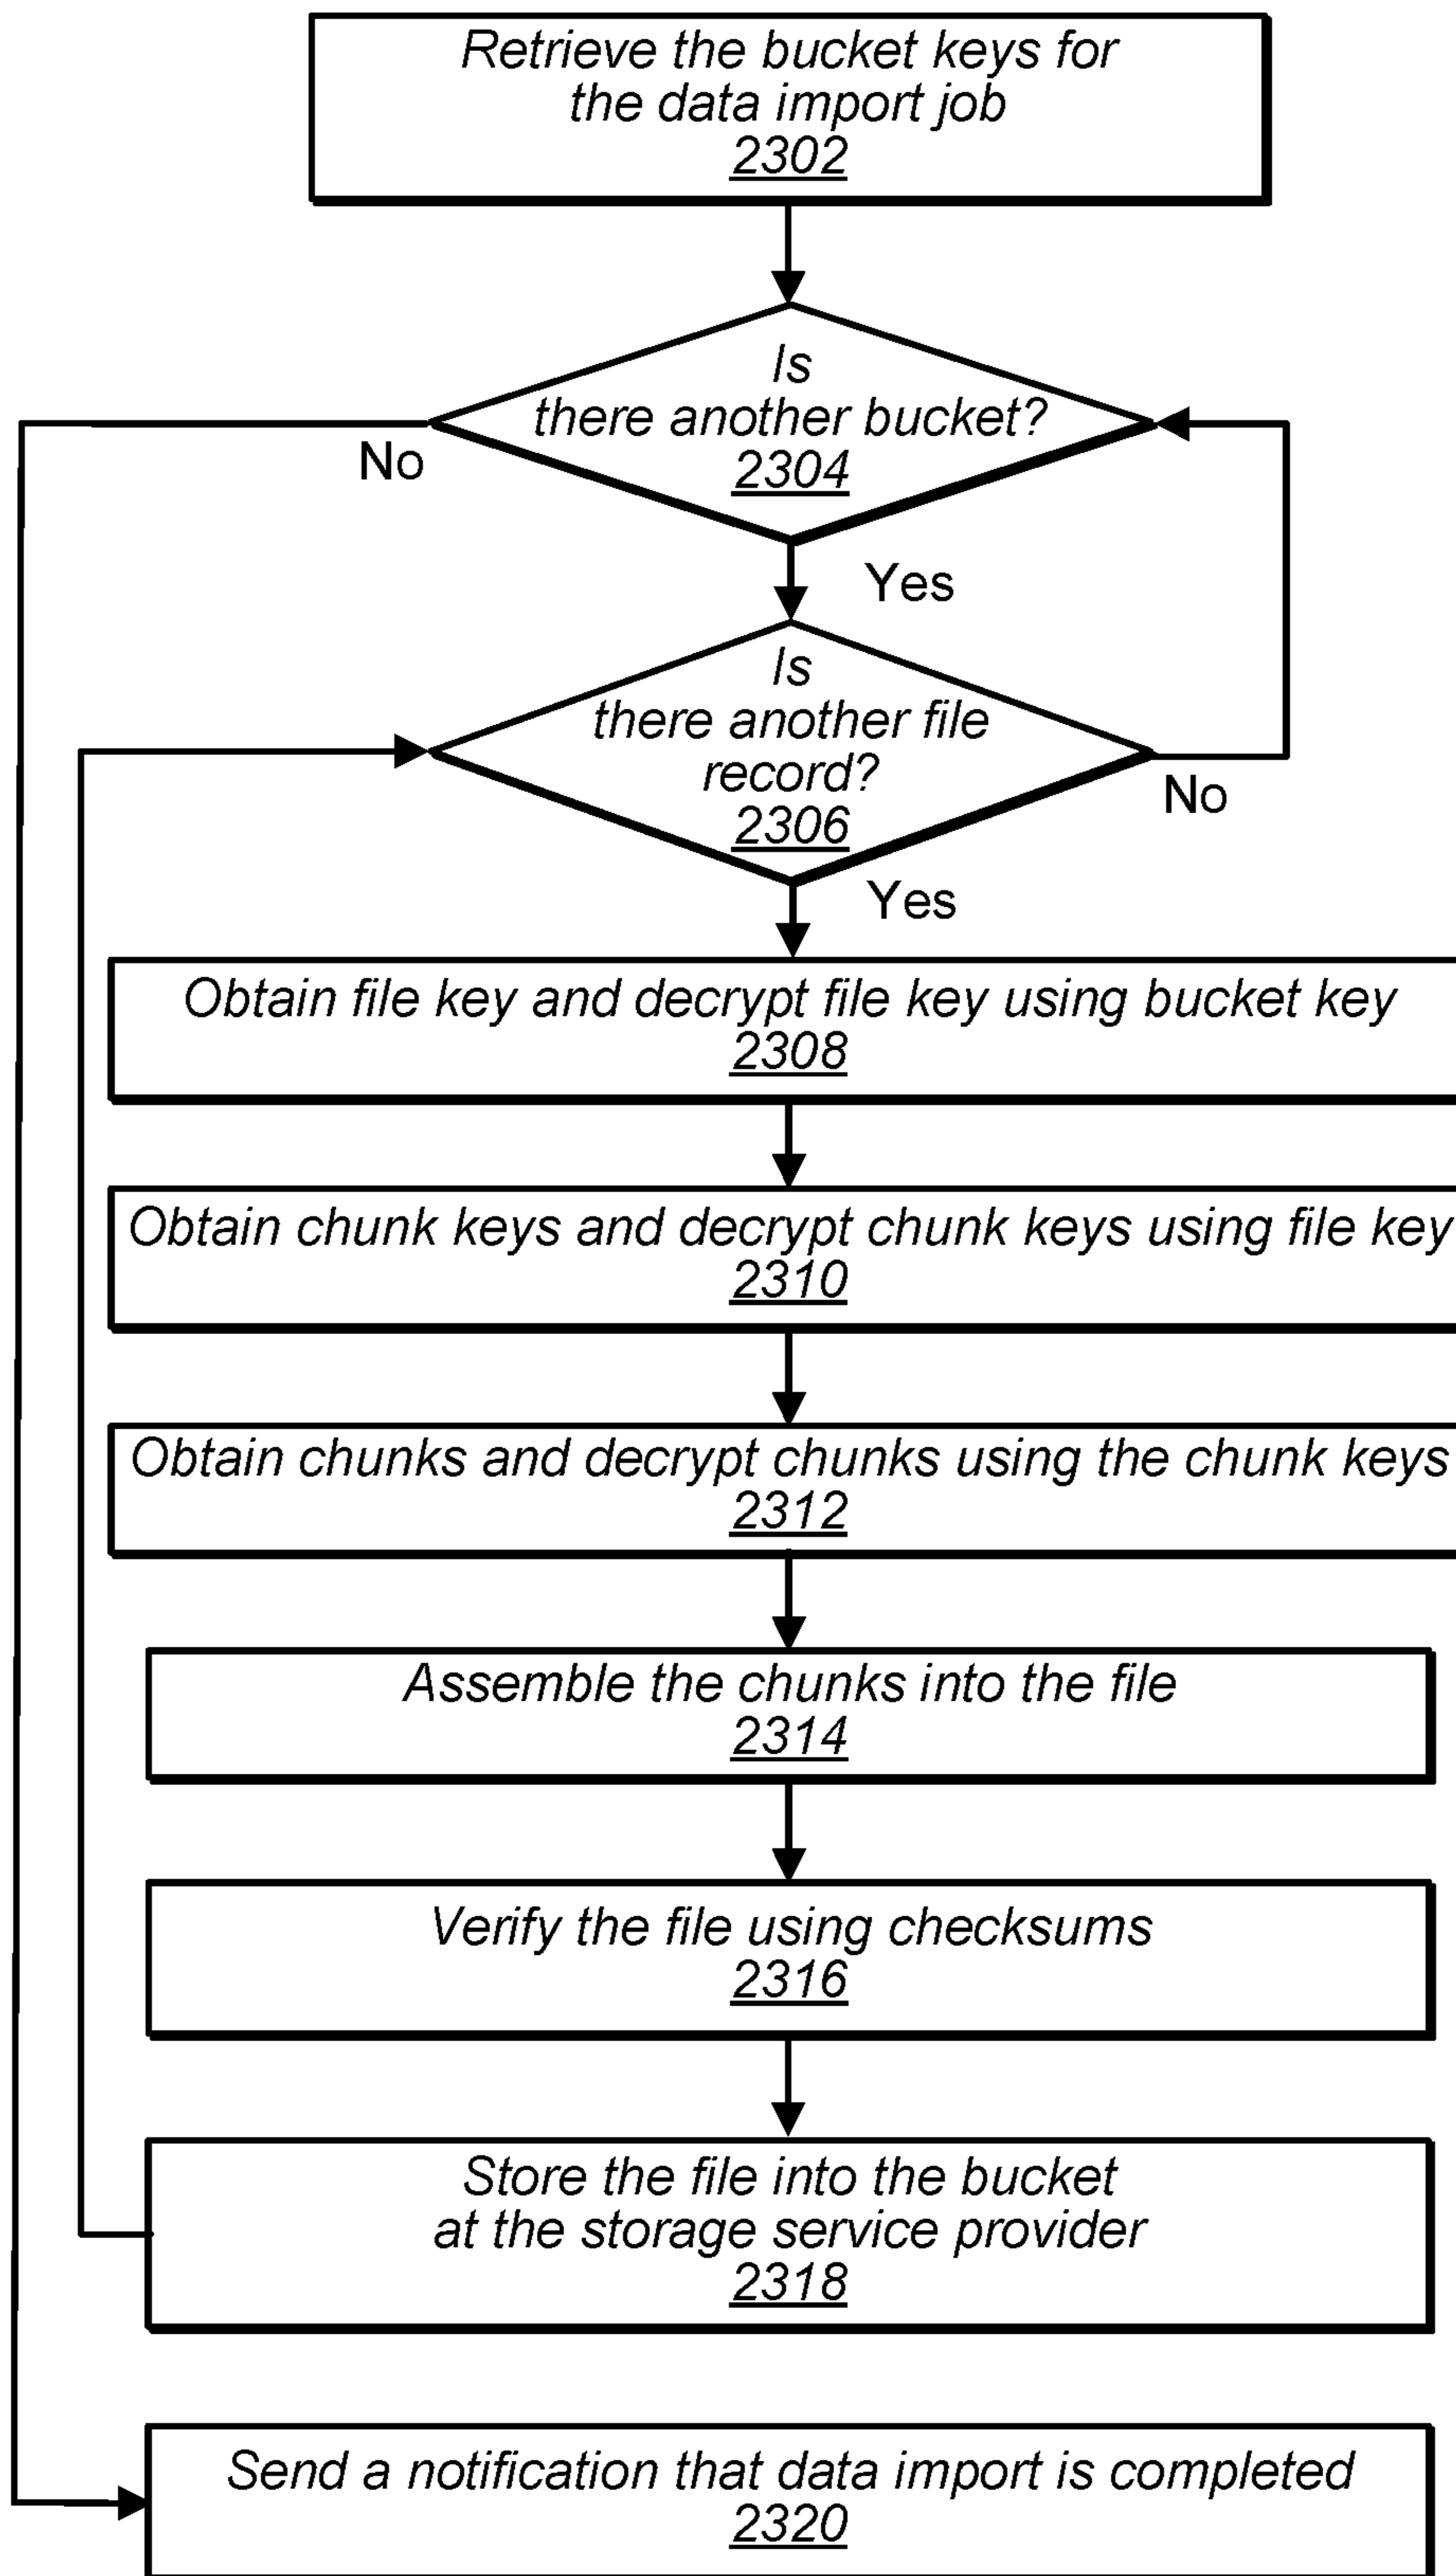 Retrieve the bucket keys for
the data import job
2302
Is
there another bucket?
2304
No
Yes
Is
there another file
record?
2306
No
Yes
Obtain file key and decrypt file key using bucket key
2308
Obtain chunk keys and decrypt chunk keys using file key
2310
Obtain chunks and decrypt chunks using the chunk keys
2312
Assemble the chunks into the file
2314
Verify the file using checksums
2316
Store the file into the bucket
at the storage service provider
2318
Send a notification that data import is completed
2320